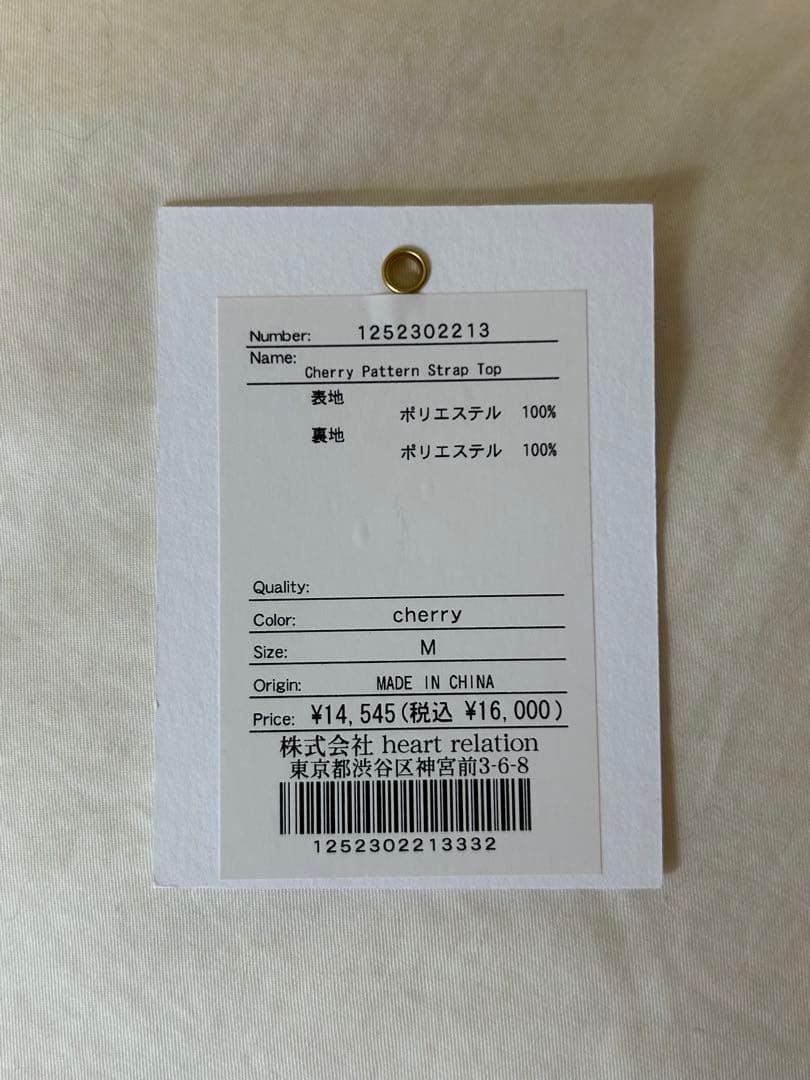 Number: 1252302213
Name:
Cherry Pattern Strap Top
表地
ポリエステル 100%
裏地
ポリエステル 100%
Quality:
Color: cherry
Size: M
Origin: MADE IN CHINA
Price: ¥14,545(税込 ¥16,000)
株式会社 heart relation
東京都渋谷区神宮前3-6-8
1252302213332